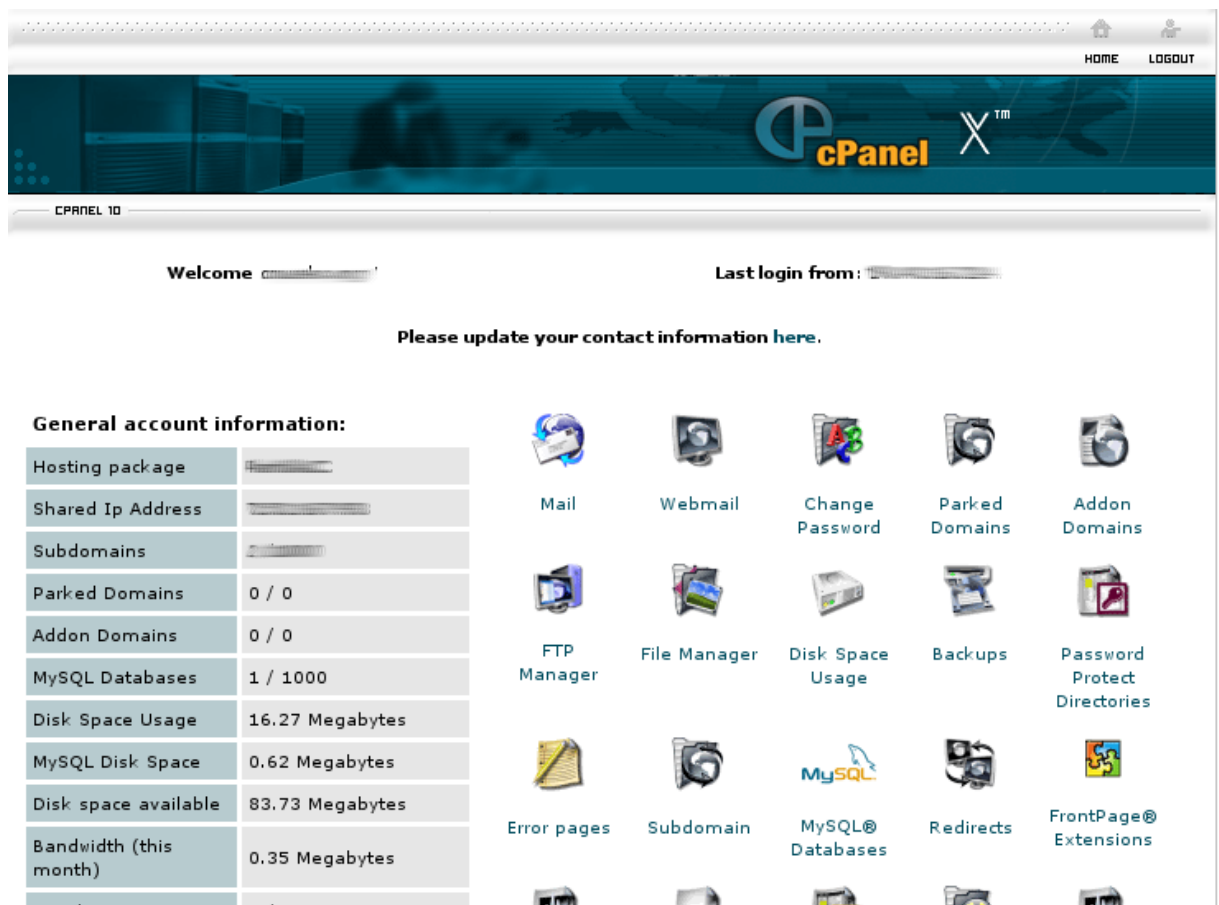 HOME LOGOUT
cPanel X™
CPANEL 10
Welcome
Last login from:
Please update your contact information here.
General account information:
Hosting package
Shared Ip Address
Subdomains
Parked Domains 0 / 0
Addon Domains 0 / 0
MySQL Databases 1 / 1000
Disk Space Usage 16.27 Megabytes
MySQL Disk Space 0.62 Megabytes
Disk space available 83.73 Megabytes
Bandwidth (this
month)
0.35 Megabytes
Mail Webmail Change Parked Addon
Password Domains Domains
FTP File Manager Disk Space Backups Password
Manager Usage Protect
Directories
MySQL
Error pages Subdomain MySQL® Redirects FrontPage®
Databases Extensions